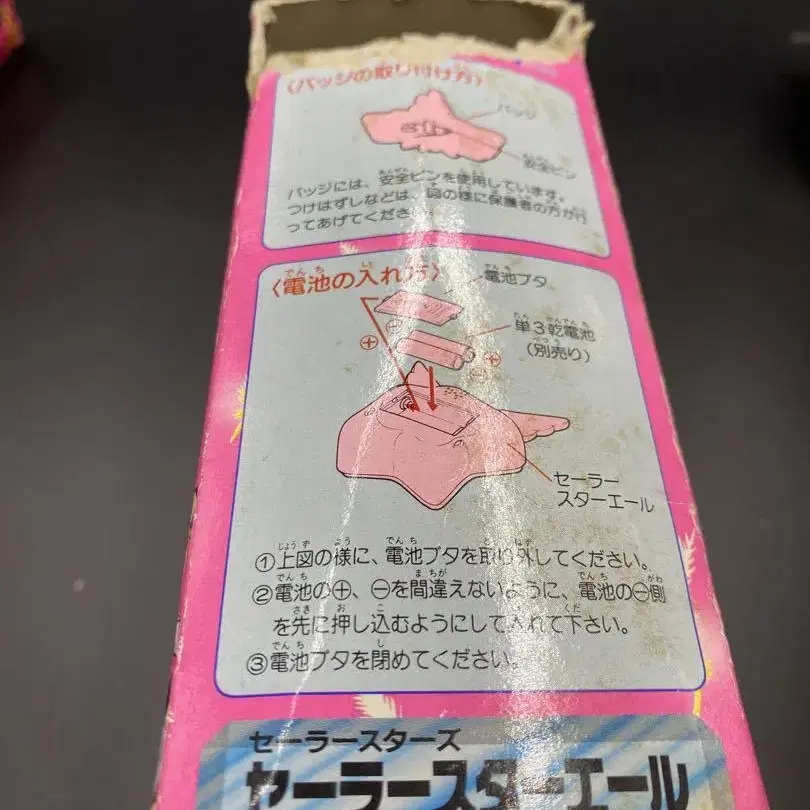 〈バッジの取り付け方〉
バッジ
安全ピン
バッジには、安全ピンを使用しています。
つけはずしなどは、図の様に保護者の方が行
ってあげてくださ
〈電池の入れ方〉
電池ブタ
単3乾電池
(別売り)
⊕
⊖
⊕
⊖
セーラー
スターエール
①上図の様に、電池ブタを取り外してください。
②電池の⊕、⊖を間違えないように、電池の⊖側
を先に押し込むようにして入れて下さい。
③電池ブタを閉めてください。
セーラースターズ
セーラースターエール